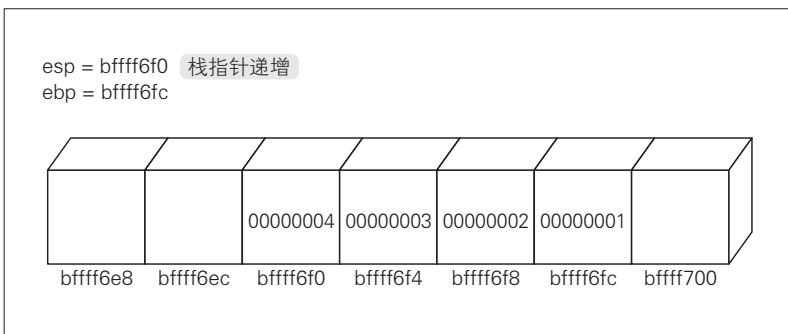 esp = bffff6f0 栈指针递增
ebp = bffff6fc
00000004 00000003 00000002 00000001
bffff6e8 bffff6ec bffff6f0 bffff6f4 bffff6f8 bffff6fc bffff700